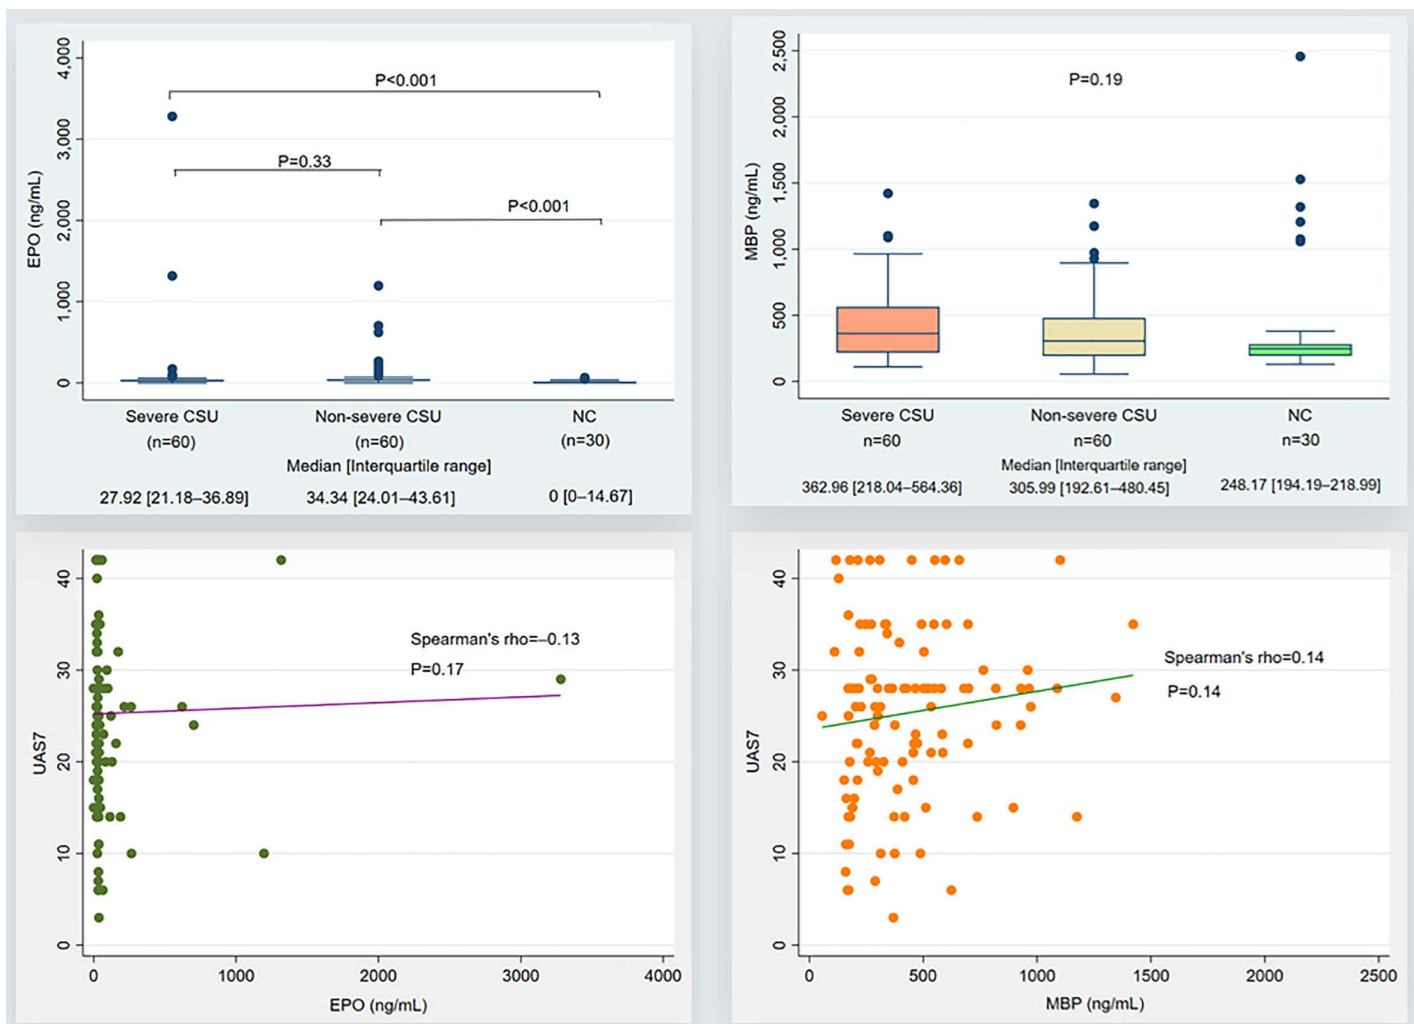 4,000
3,000
2,000
1,000
0
EPO (ng/mL)
P<0.001
P=0.33
P<0.001
Severe CSU
Non-severe CSU
NC
(n=60)
(n=60)
(n=30)
Median [Interquartile range]
27.92 [21.18–36.89]
34.34 [24.01–43.61]
0 [0–14.67]
2,500
2,000
1,500
1,000
500
0
MBP (ng/mL)
P=0.19
Severe CSU
Non-severe CSU
NC
n=60
n=60
n=30
Median [Interquartile range]
362.96 [218.04–564.36]
305.99 [192.61–480.45]
248.17 [194.19–218.99]
40
30
20
10
0
UAS7
Spearman's rho=–0.13
P=0.17
0
1000
2000
3000
4000
EPO (ng/mL)
40
30
20
10
0
UAS7
Spearman's rho=0.14
P=0.14
0
500
1000
1500
2000
2500
MBP (ng/mL)